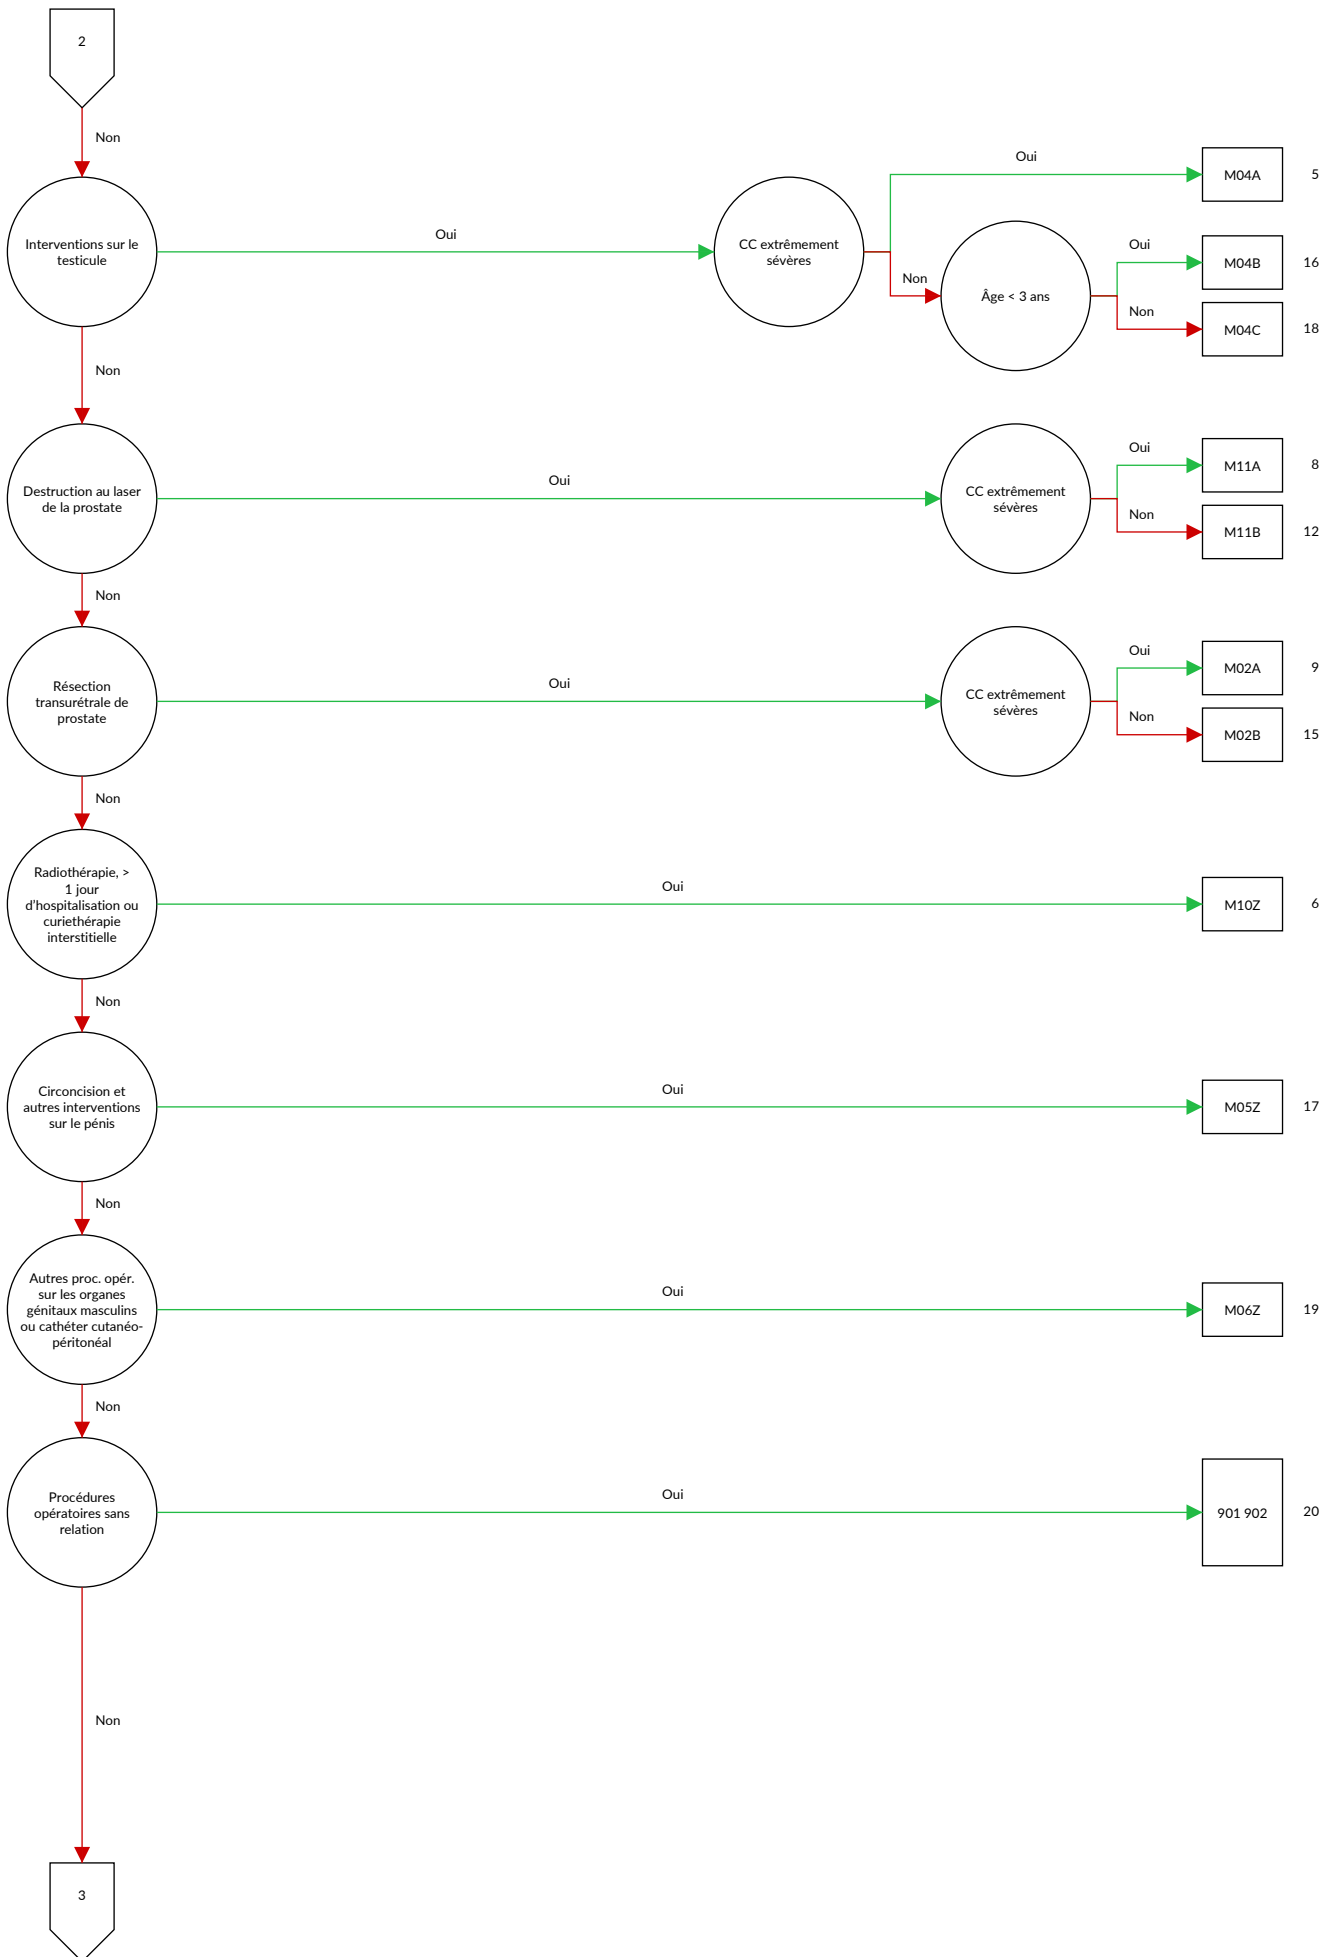 2
Non
Interventions sur le
testicule
Oui
CC extrêmement
sévères
Oui
M04A
5
Non
Âge < 3 ans
Oui
M04B
16
Non
M04C
18
Non
Destruction au laser
de la prostate
Oui
CC extrêmement
sévères
Oui
M11A
8
Non
M11B
12
Non
Résection
transurétrale de
prostate
Oui
CC extrêmement
sévères
Oui
M02A
9
Non
M02B
15
Non
Radiothérapie, >
1 jour
d'hospitalisation ou
curiethérapie
interstitielle
Oui
M10Z
6
Non
Circoncision et
autres interventions
sur le pénis
Oui
M05Z
17
Non
Autres proc. opér.
sur les organes
génitaux masculins
ou cathéter cutanéo-
péritonéal
Oui
M06Z
19
Non
Procédures
opératoires sans
relation
Oui
901 902
20
Non
3